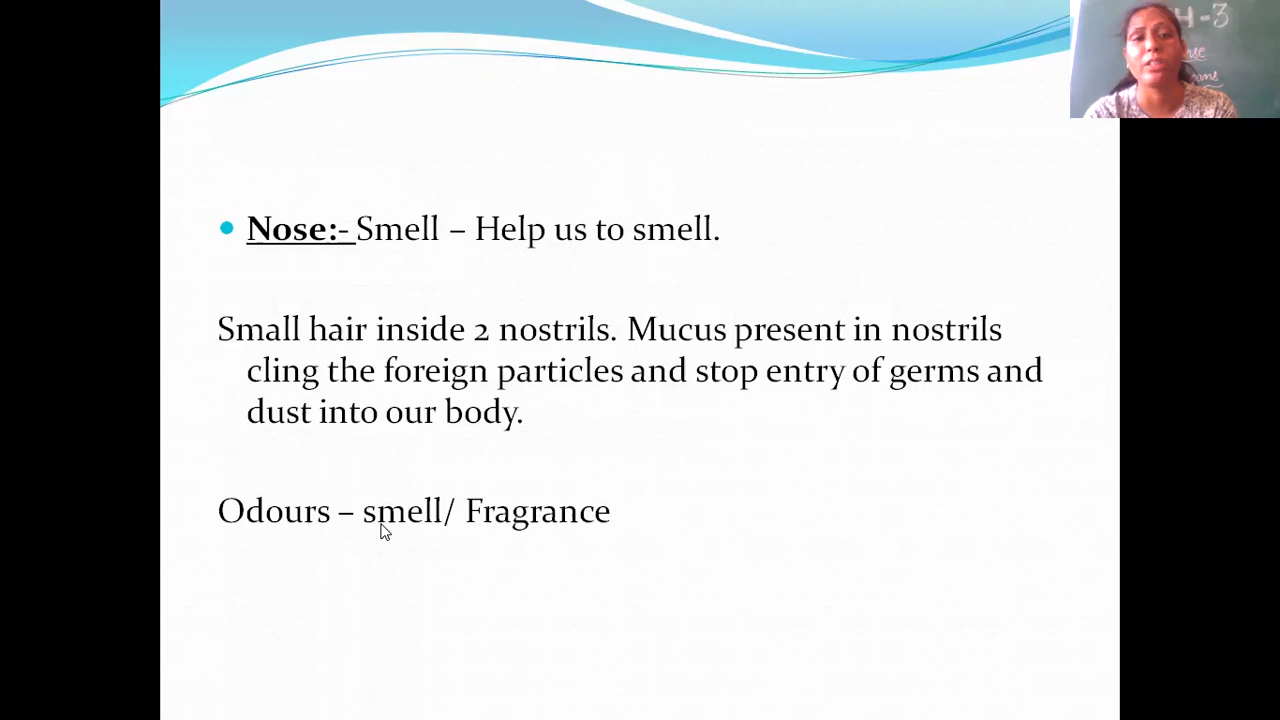 H-3
Nose:- Smell – Help us to smell.
Small hair inside 2 nostrils. Mucus present in nostrils
cling the foreign particles and stop entry of germs and
dust into our body.
Odours – smell/ Fragrance